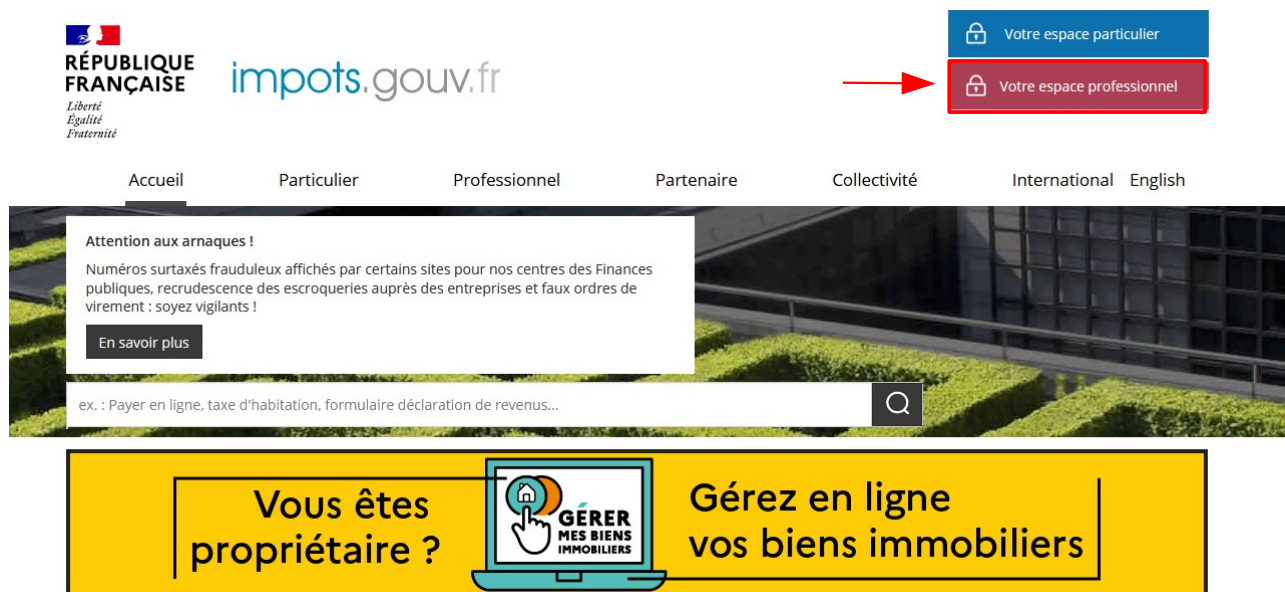 RÉPUBLIQUE
FRANÇAISE
Liberté
Égalité
Fraternité
impots.gouv.fr
Votre espace particulier
Votre espace professionnel
Accueil Particulier Professionnel Partenaire Collectivité International English
Attention aux arnaques !
Numéros surtaxés frauduleux affichés par certains sites pour nos centres des Finances
publiques, recrudescence des escroqueries auprès des entreprises et faux ordres de
virement : soyez vigilants !
En savoir plus
ex. : Payer en ligne, taxe d'habitation, formulaire déclaration de revenus...
Vous êtes
propriétaire ?
GÉRER
MES BIENS
IMMOBILIERS
Gérez en ligne
vos biens immobiliers